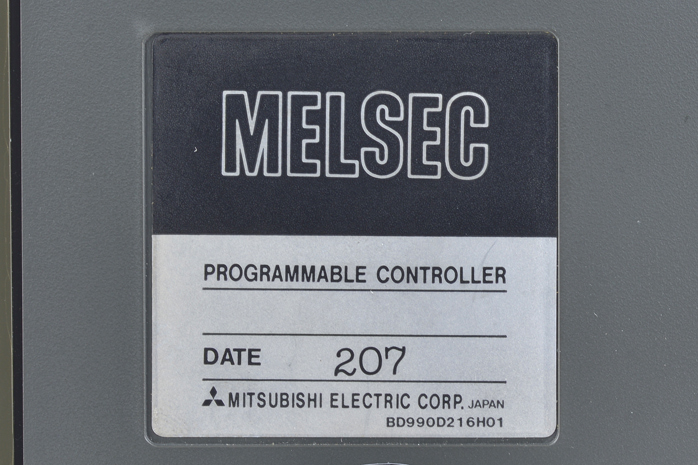 MELSEC
PROGRAMMABLE CONTROLLER
DATE 207
MITSUBISHI ELECTRIC CORP. JAPAN
BD990D216H01